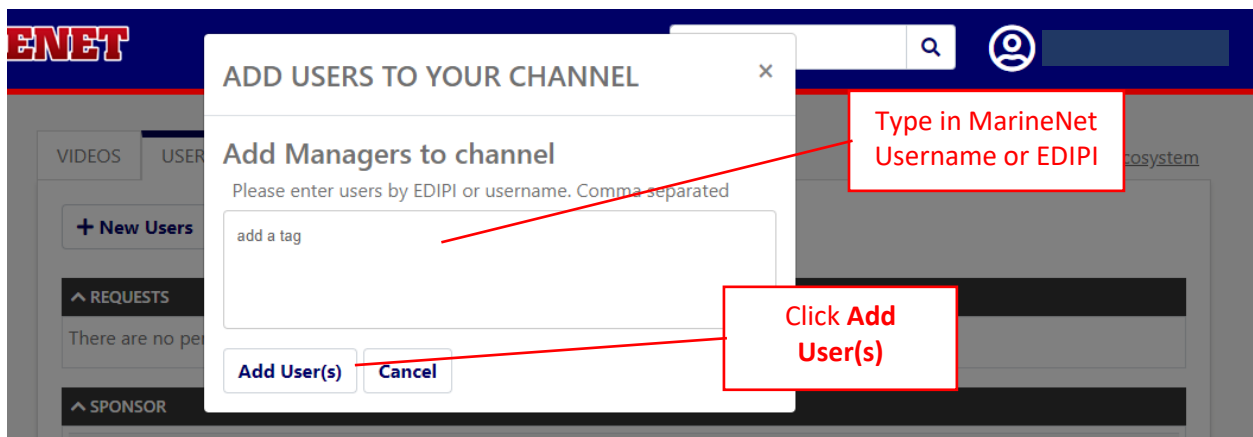 ENET
ADD USERS TO YOUR CHANNEL ×
Type in MarineNet
Username or EDIPI
VIDEOS USER
Add Managers to channel
cosystem
Please enter users by EDIPI or username. Comma separated
+ New Users
add a tag
REQUESTS
Click Add
User(s)
There are no pe
Add User(s) Cancel
SPONSOR